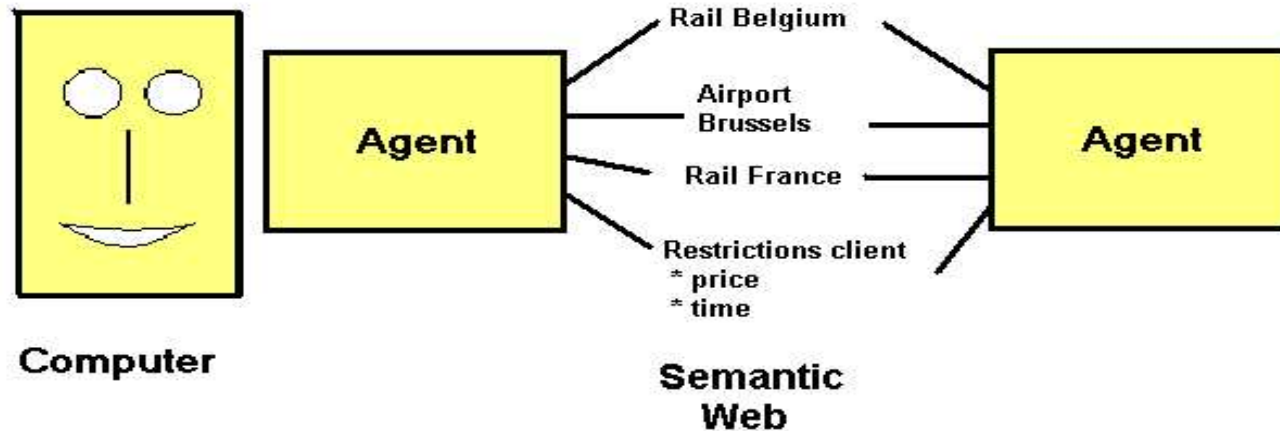 Agent
Rail Belgium
Airport
Brussels
Rail France
Restrictions client
* price
* time
Agent
Computer
Semantic
Web